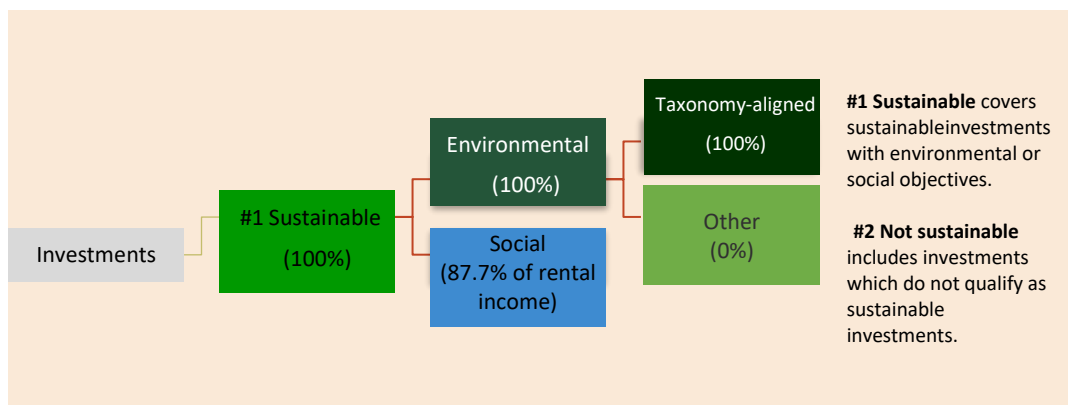 Investments
#1 Sustainable
(100%)
Environmental
(100%)
Social
(87.7% of rental
income)
Taxonomy-aligned
(100%)
Other
(0%)
#1 Sustainable covers
sustainableinvestments
with environmental or
social objectives.
#2 Not sustainable
includes investments
which do not qualify as
sustainable
investments.